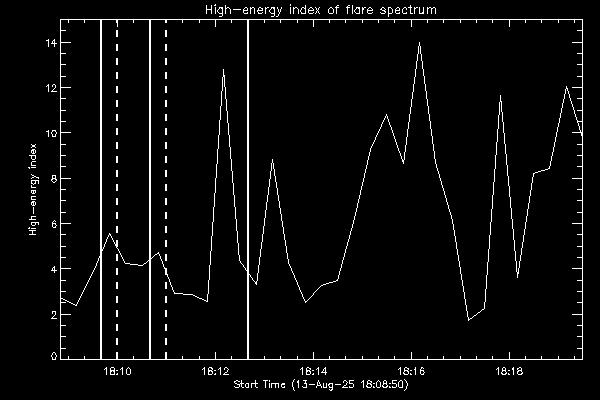 High-energy index of flare spectrum
High-energy index
14
12
10
8
6
4
2
0
18:10 18:12 18:14 18:16 18:18
Start Time (13-Aug-25 18:08:50)